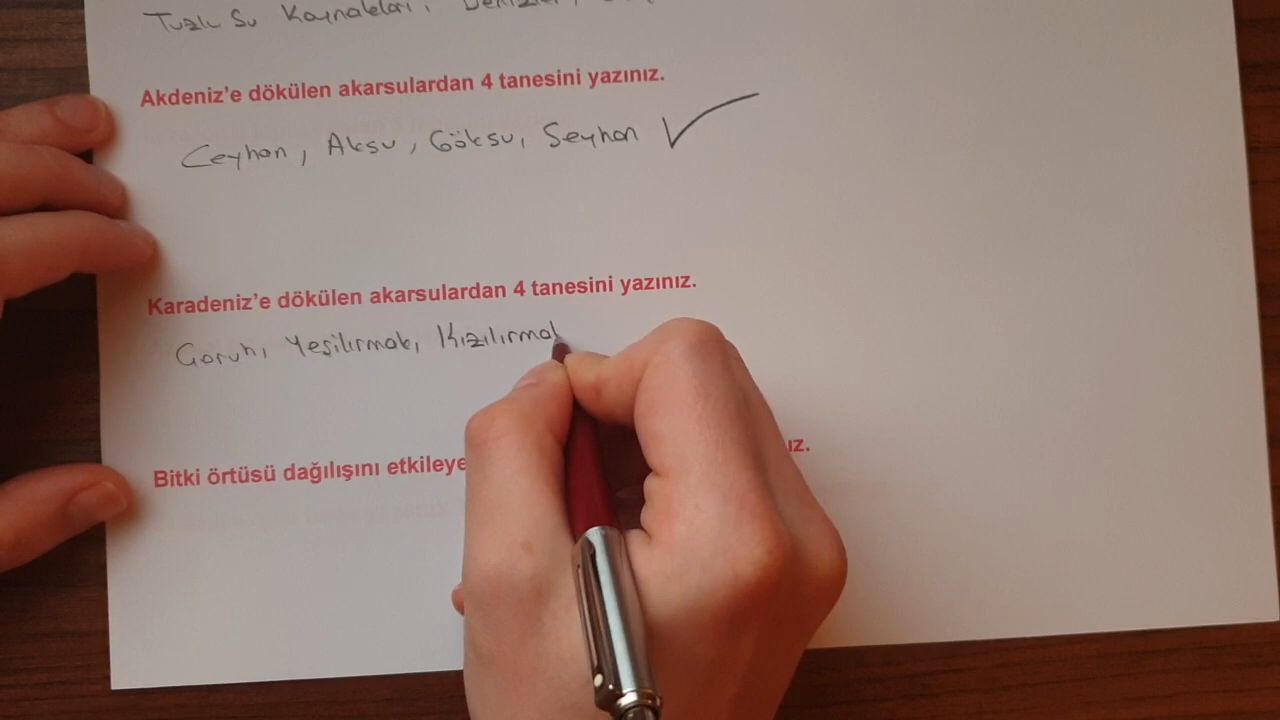 Tuzlu Su Kaynakları,
Akdeniz'e dökülen akarsulardan 4 tanesini yazınız.
Ceyhan, Aksu, Göksu, Seyhan
Karadeniz'e dökülen akarsulardan 4 tanesini yazınız.
Çoruh, Yeşilırmak, Kızılırmak
Bitki örtüsü dağılışını etkileye ız.